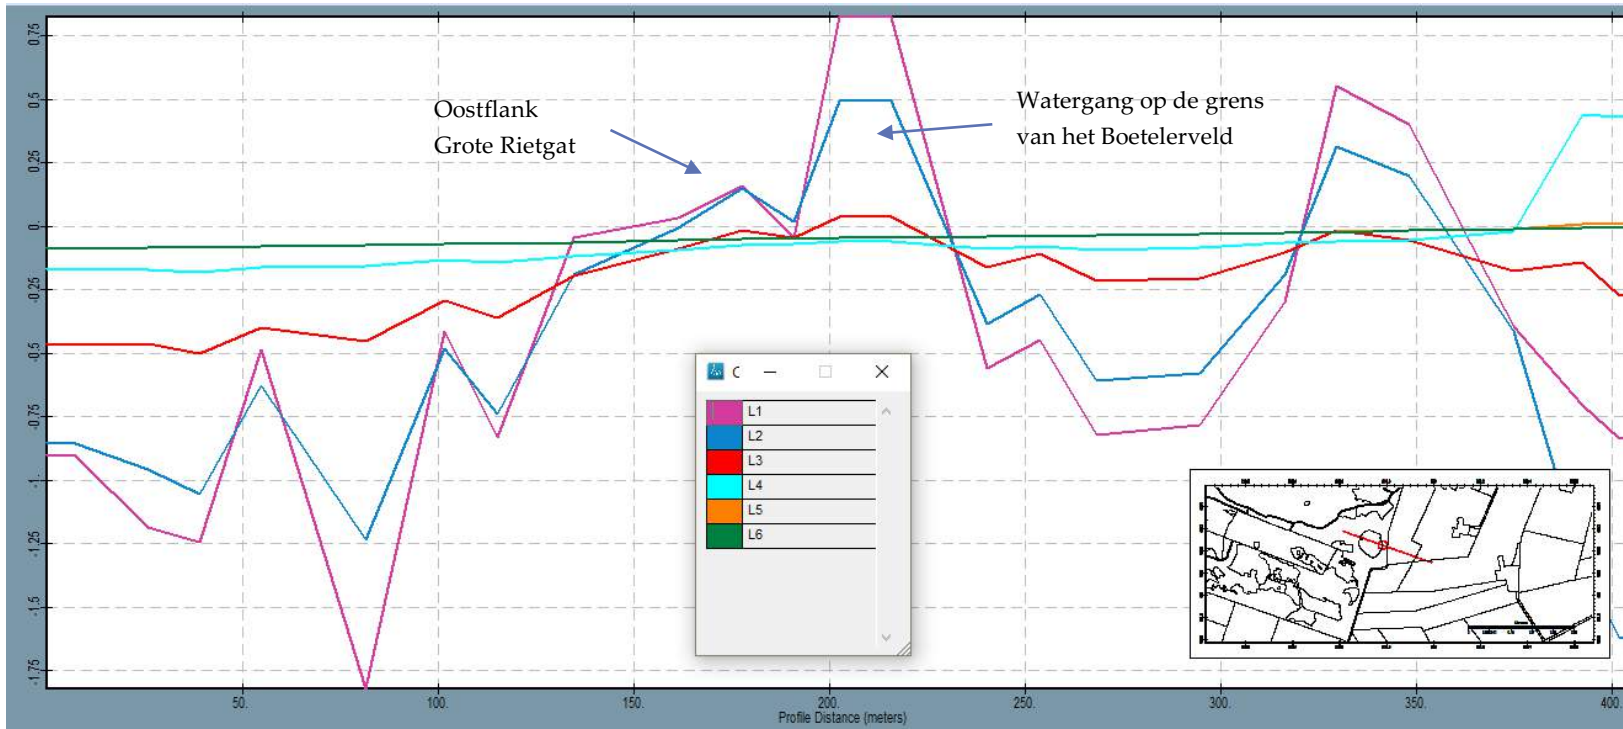 0.75
0.5
0.25
0.
-0.25
-0.5
-0.75
-1.
-1.25
-1.5
-1.75
Oostflank
Grote Rietgat
Watergang op de grens
van het Boetelerveld
C
L1
L2
L3
L4
L5
L6
50.
100.
150.
200.
250.
300.
350.
400.
Profile Distance (meters)